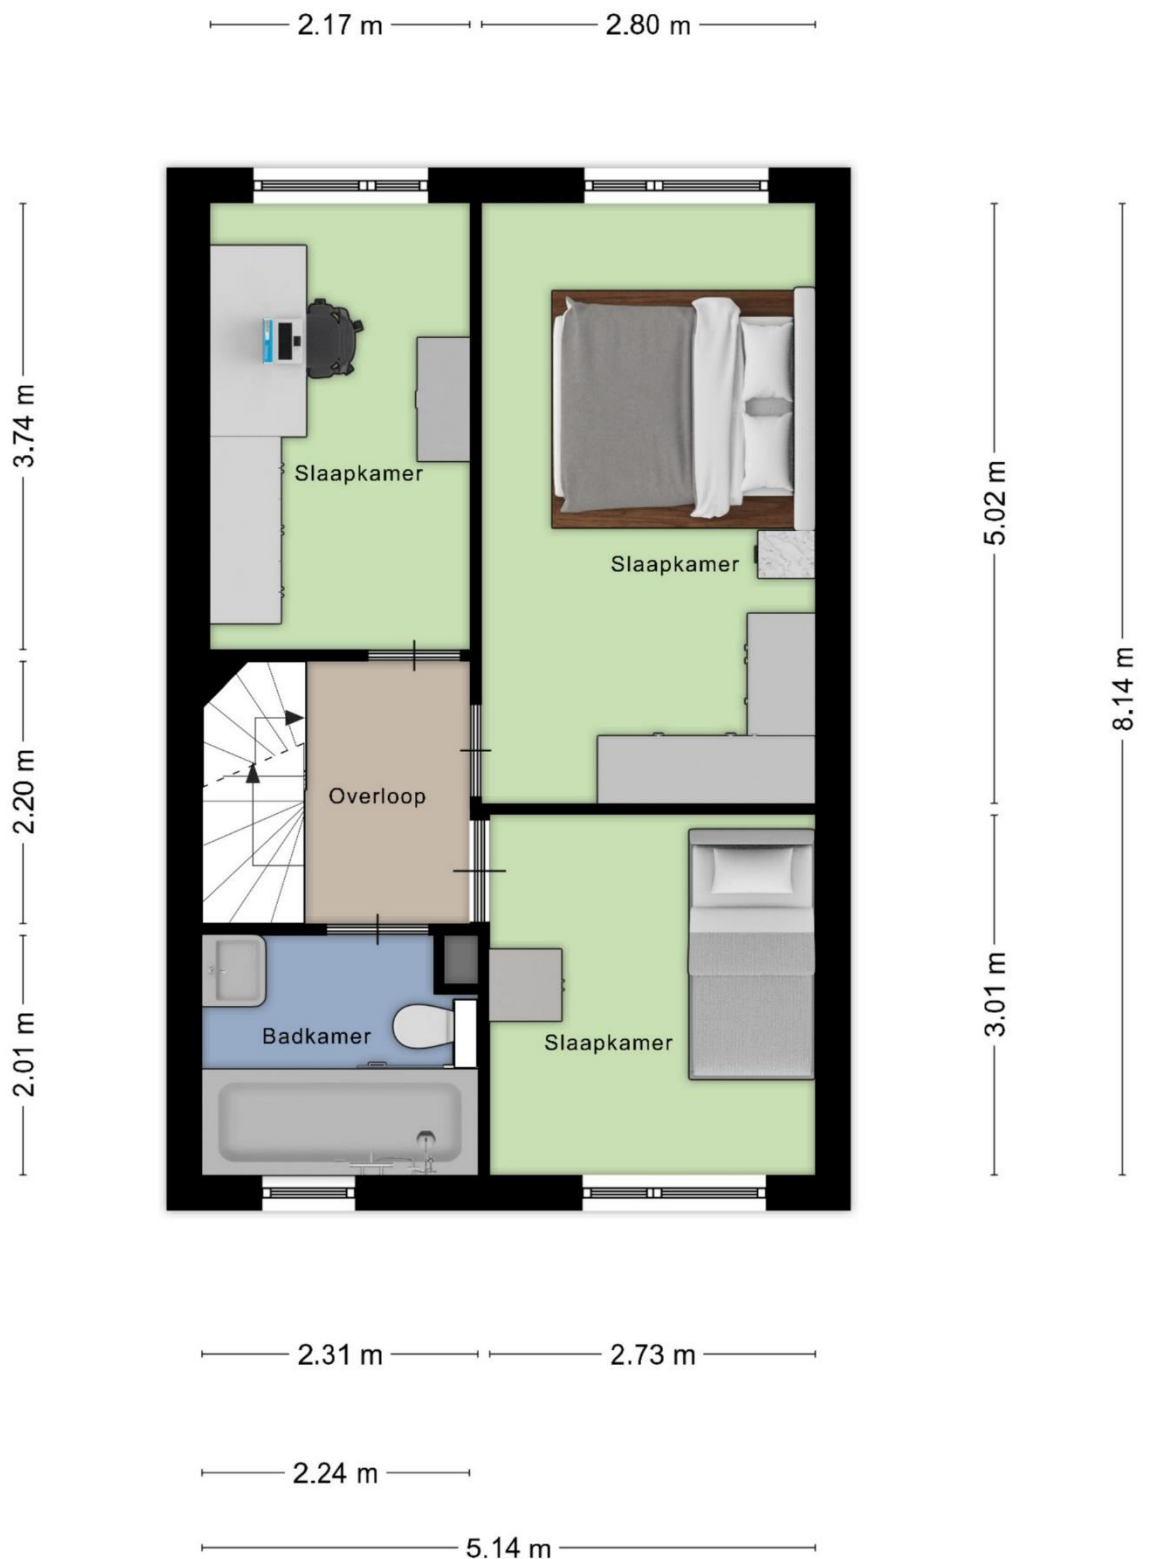 2.17 m
2.80 m
3.74 m
Slaapkamer
5.02 m
Slaapkamer
8.14 m
2.20 m
Overloop
3.01 m
2.01 m
Badkamer
Slaapkamer
2.31 m
2.73 m
2.24 m
5.14 m